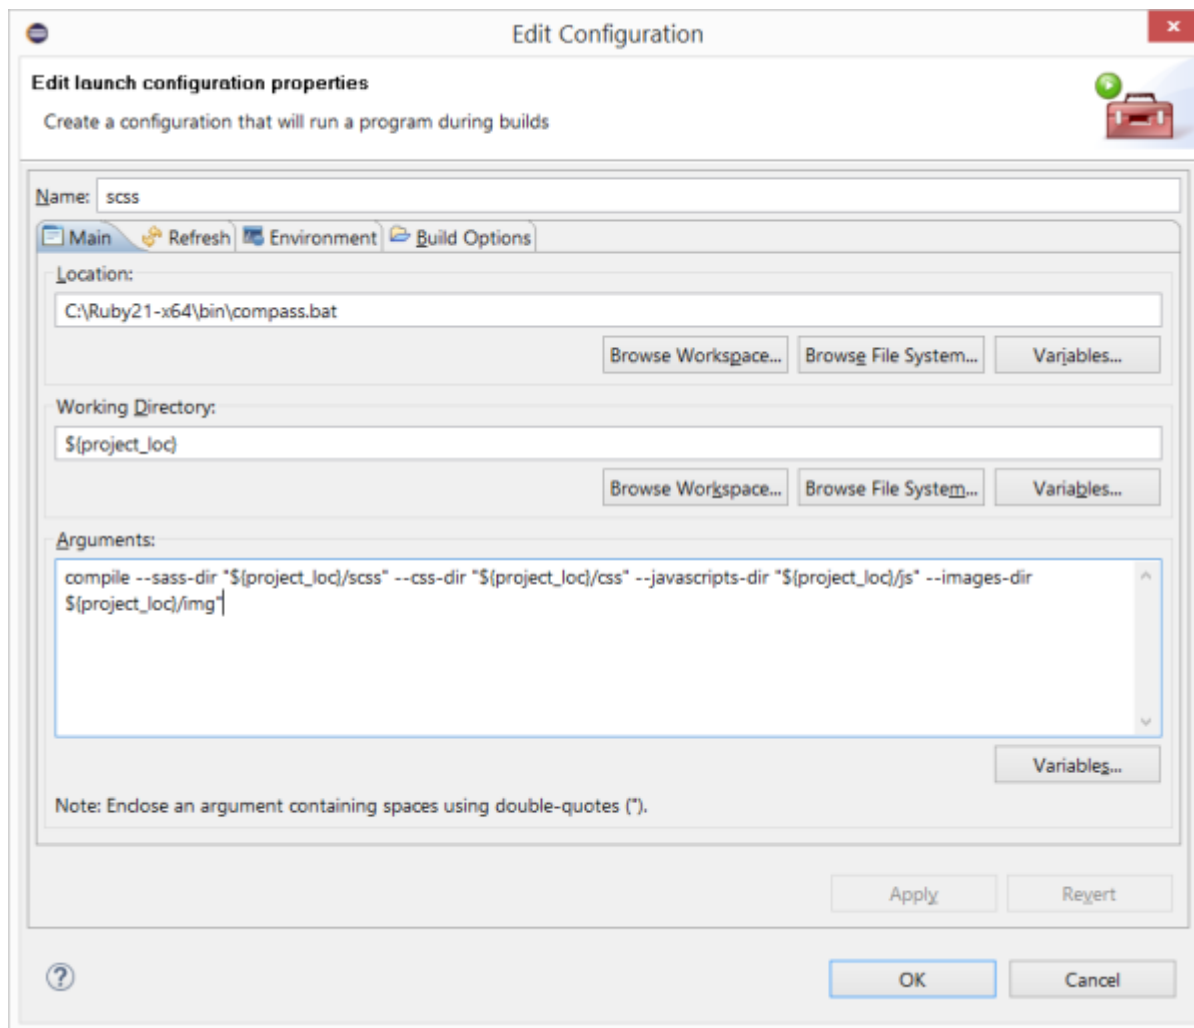 Edit Configuration
x
Edit launch configuration properties
Create a configuration that will run a program during builds
Name: scss
Main Refresh Environment Build Options
Location:
C:\Ruby21-x64\bin\compass.bat
Browse Workspace... Browse File System... Variables...
Working Directory:
${project_loc}
Browse Workspace... Browse File System... Variables...
Arguments:
compile --sass-dir "${project_loc}/scss" --css-dir "${project_loc}/css" --javascripts-dir "${project_loc}/js" --images-dir
${project_loc}/img"
Variables...
Note: Enclose an argument containing spaces using double-quotes (").
Apply Revert
? OK Cancel